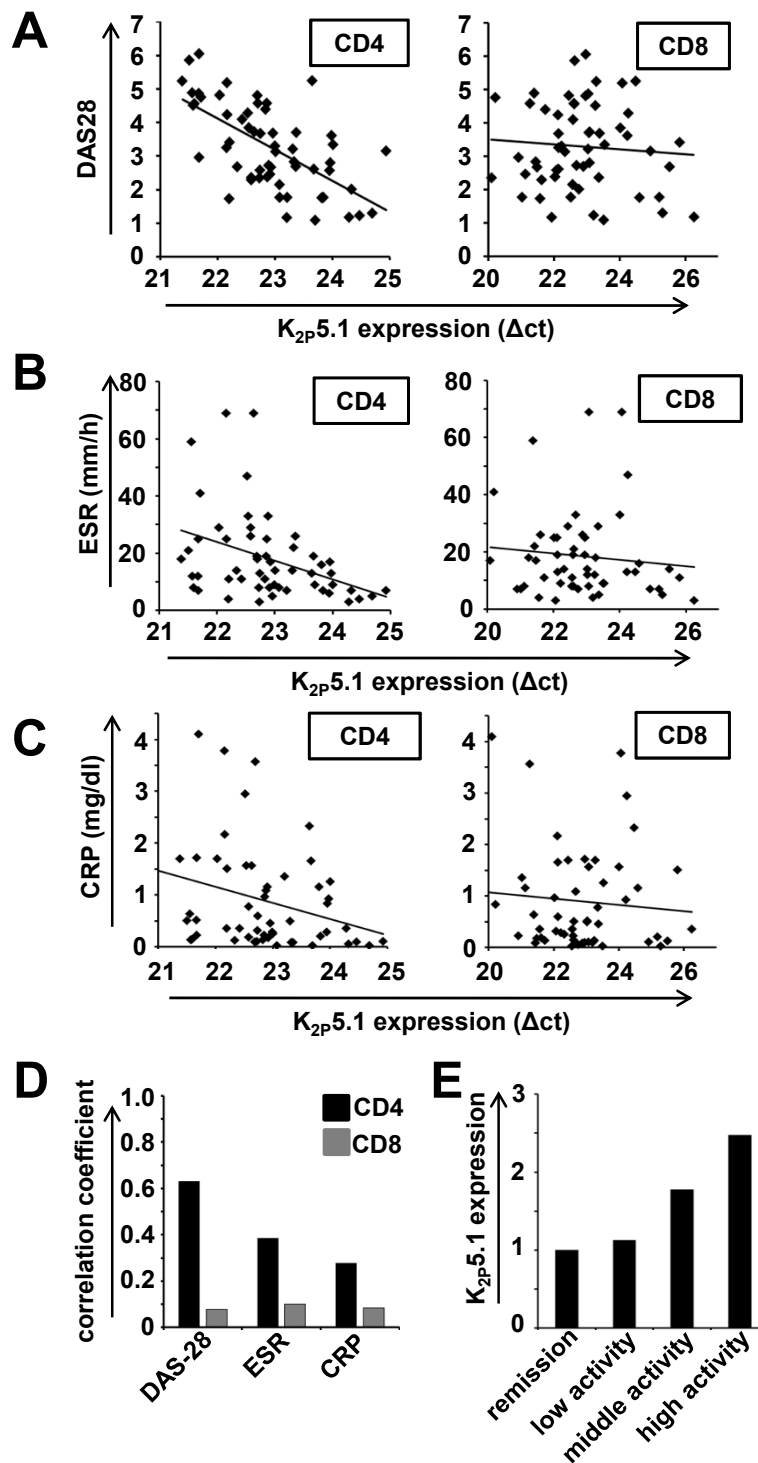 A
DAS28
7
6
5
4
3
2
1
0
21 22 23 24 25
CD4
7
6
5
4
3
2
1
0
20 22 24 26
CD8
K2P5.1 expression (Δct)
B
ESR (mm/h)
80
60
40
20
0
21 22 23 24 25
CD4
80
60
40
20
0
20 22 24 26
CD8
K2P5.1 expression (Δct)
C
CRP (mg/dl)
4
3
2
1
0
21 22 23 24 25
CD4
4
3
2
1
0
20 22 24 26
CD8
K2P5.1 expression (Δct)
D
correlation coefficient
1.0
0.8
0.6
0.4
0.2
0
CD4
CD8
DAS-28 ESR CRP
E
K2P5.1 expression
3
2
1
0
remission
low activity
middle activity
high activity